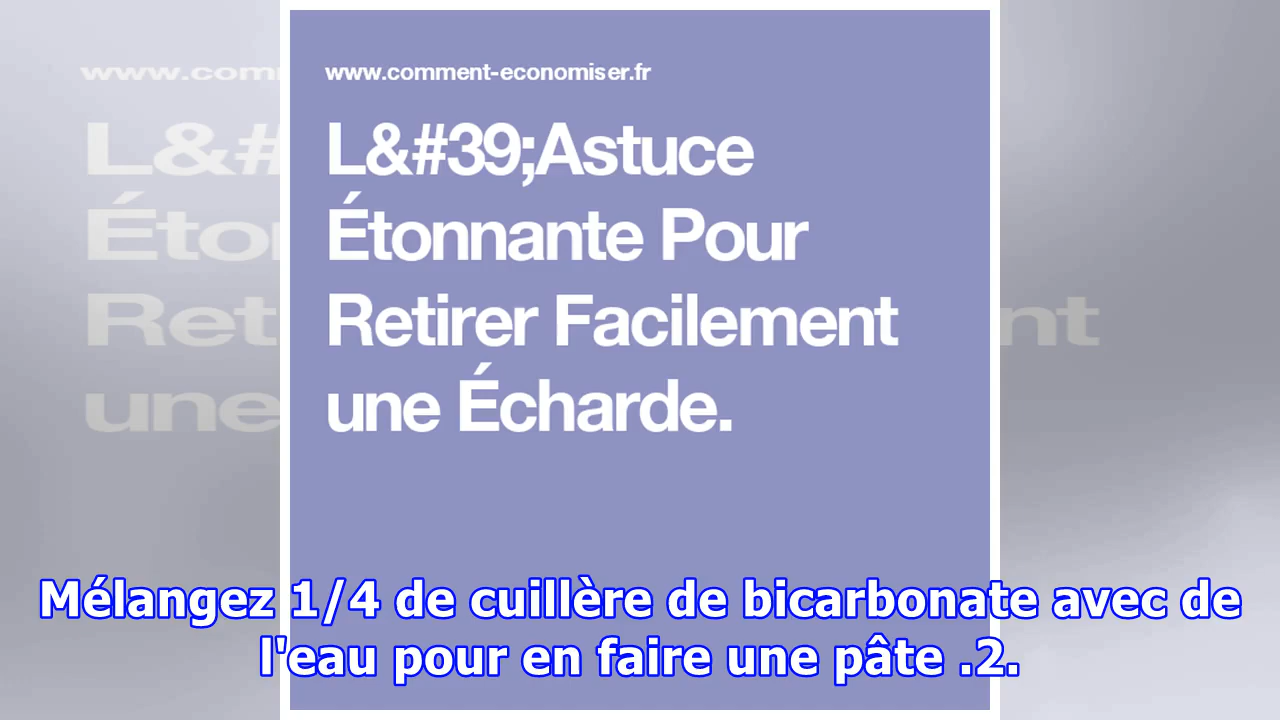 www.comment-economiser.fr
L&#39;Astuce
Étonnante Pour
Retirer Facilement
une Écharde.
Mélangez 1/4 de cuillère de bicarbonate avec de
l'eau pour en faire une pâte .2.